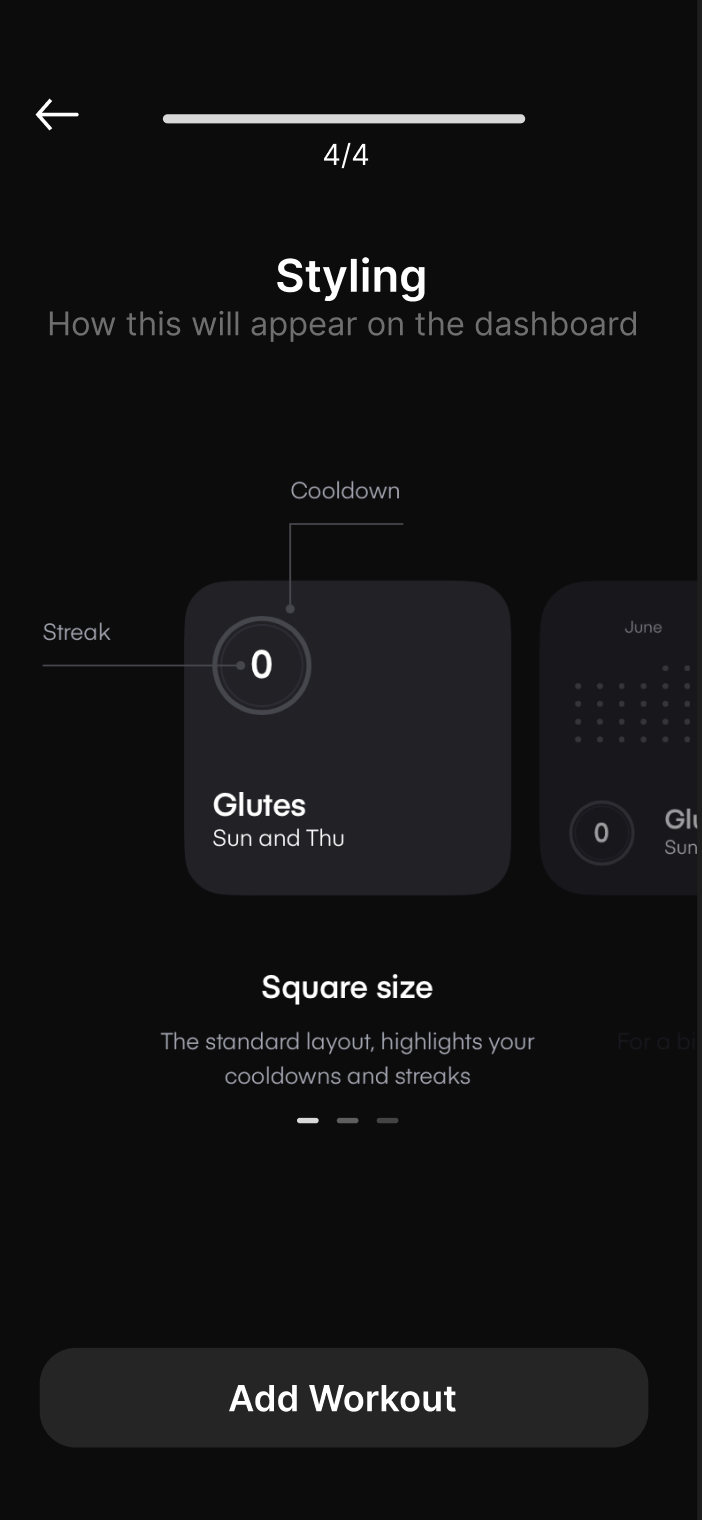 4/4
Styling
How this will appear on the dashboard
Cooldown
Streak
0
Glutes
Sun and Thu
June
0
Glu
Sun
Square size
The standard layout, highlights your
cooldowns and streaks
For a bi
Add Workout